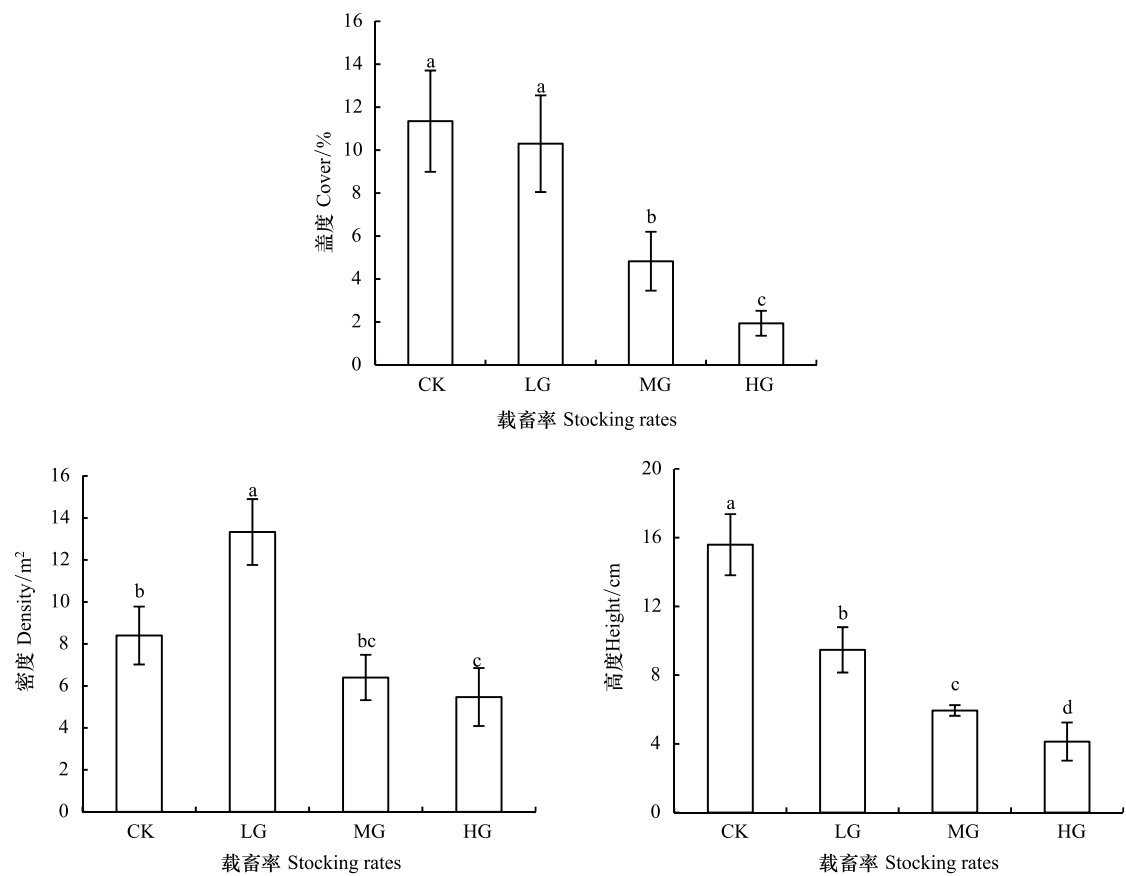 16
14
12
10
8
6
4
2
0
盖度 Cover/%
a
a
b
c
CK LG MG HG
载畜率 Stocking rates
16
14
12
10
8
6
4
2
0
密度 Density/m²
b
a
bc
c
CK LG MG HG
载畜率 Stocking rates
20
16
12
8
4
0
高度Height/cm
a
b
c
d
CK LG MG HG
载畜率 Stocking rates